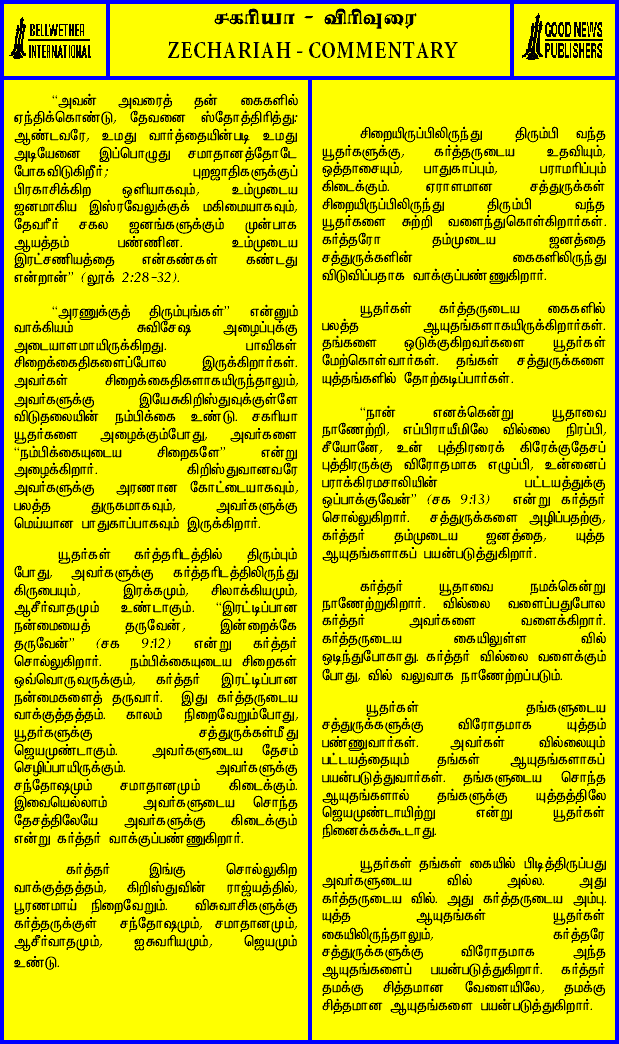 BELLWETHER
INTERNATIONAL
சகரியா - விரிவுரை
ZECHARIAH - COMMENTARY
GOOD NEWS
PUBLISHERS
“அவன் அவரைத் தன் கைகளில்
ஏந்திக்கொண்டு, தேவனை ஸ்தோத்திரித்து:
ஆண்டவரே, உமது வார்த்தையின்படி உமது
அடியேனை இப்பொழுது சமாதானத்தோடே
போகவிடுகிறீர்; புறஜாதிகளுக்குப்
பிரகாசிக்கிற ஒளியாகவும், உம்முடைய
ஜனமாகிய இஸ்ரவேலுக்குக் மகிமையாகவும்,
தேவரீர் சகல ஜனங்களுக்கும் முன்பாக
ஆயத்தம் பண்ணின. உம்முடைய
இரட்சணியத்தை என்கண்கள் கண்டது
என்றான்” (லூக் 2:28-32).
“அரணுக்குத் திரும்புங்கள்” என்னும்
வாக்கியம் சுவிசேஷ அழைப்புக்கு
அடையாளமாயிருக்கிறது. பாவிகள்
சிறைக்கைதிகளைப்போல இருக்கிறார்கள்.
அவர்கள் சிறைக்கைதிகளாகயிருந்தாலும்,
அவர்களுக்கு இயேசுகிறிஸ்துவுக்குள்ளே
விடுதலையின் நம்பிக்கை உண்டு. சகரியா
யூதர்களை அழைக்கும்போது, அவர்களை
“நம்பிக்கையுடைய சிறைகளே” என்று
அழைக்கிறார். கிறிஸ்துவானவரே
அவர்களுக்கு அரணான கோட்டையாகவும்,
பலத்த துருகமாகவும், அவர்களுக்கு
மெய்யான பாதுகாப்பாகவும் இருக்கிறார்.
யூதர்கள் கர்த்தரிடத்தில் திரும்பும்
போது, அவர்களுக்கு கர்த்தரிடத்திலிருந்து
கிருபையும், இரக்கமும், சிலாக்கியமும்,
ஆசீர்வாதமும் உண்டாகும். “இரட்டிப்பான
நன்மையைத் தருவேன், இன்றைக்கே
தருவேன்” (சக 9:12) என்று கர்த்தர்
சொல்லுகிறார். நம்பிக்கையுடைய சிறைகள்
ஒவ்வொருவருக்கும், கர்த்தர் இரட்டிப்பான
நன்மைகளைத் தருவார். இது கர்த்தருடைய
வாக்குத்தத்தம். காலம் நிறைவேறும்போது,
யூதர்களுக்கு சத்துருக்கள்மீது
ஜெயமுண்டாகும். அவர்களுடைய தேசம்
செழிப்பாயிருக்கும். அவர்களுக்கு
சந்தோஷமும் சமாதானமும் கிடைக்கும்.
இவையெல்லாம் அவர்களுடைய சொந்த
தேசத்திலேயே அவர்களுக்கு கிடைக்கும்
என்று கர்த்தர் வாக்குப்பண்ணுகிறார்.
கர்த்தர் இங்கு சொல்லுகிற
வாக்குத்தத்தம், கிறிஸ்துவின் ராஜ்யத்தில்,
பூரணமாய் நிறைவேறும். விசுவாசிகளுக்கு
கர்த்தருக்குள் சந்தோஷமும், சமாதானமும்,
ஆசீர்வாதமும், ஐசுவரியமும், ஜெயமும்
உண்டு.
சிறையிருப்பிலிருந்து திரும்பி வந்த
யூதர்களுக்கு, கர்த்தருடைய உதவியும்,
ஒத்தாசையும், பாதுகாப்பும், பராமரிப்பும்
கிடைக்கும். ஏராளமான சத்துருக்கள்
சிறையிருப்பிலிருந்து திரும்பி வந்த
யூதர்களை சுற்றி வளைந்துகொள்கிறார்கள்.
கர்த்தரோ தம்முடைய ஜனத்தை
சத்துருக்களின் கைகளிலிருந்து
விடுவிப்பதாக வாக்குப்பண்ணுகிறார்.
யூதர்கள் கர்த்தருடைய கைகளில்
பலத்த ஆயுதங்களாகயிருக்கிறார்கள்.
தங்களை ஒடுக்குகிறவர்களை யூதர்கள்
மேற்கொள்வார்கள். தங்கள் சத்துருக்களை
யுத்தங்களில் தோற்கடிப்பார்கள்.
“நான் எனக்கென்று யூதாவை
நாணேற்றி, எப்பிராயீமிலே வில்லை நிரப்பி,
சீயோனே, உன் புத்திரரைக் கிரேக்குதேசப்
புத்திரருக்கு விரோதமாக எழுப்பி, உன்னைப்
பராக்கிரமசாலியின் பட்டயத்துக்கு
ஒப்பாக்குவேன்” (சக 9:13) என்று கர்த்தர்
சொல்லுகிறார். சத்துருக்களை அழிப்பதற்கு,
கர்த்தர் தம்முடைய ஜனத்தை, யுத்த
ஆயுதங்களாகப் பயன்படுத்துகிறார்.
கர்த்தர் யூதாவை நமக்கென்று
நாணேற்றுகிறார். வில்லை வளைப்பதுபோல
கர்த்தர் அவர்களை வளைக்கிறார்.
கர்த்தருடைய கையிலுள்ள வில்
ஒடிந்துபோகாது. கர்த்தர் வில்லை வளைக்கும்
போது, வில் வலுவாக நாணேற்றப்படும்.
யூதர்கள் தங்களுடைய
சத்துருக்களுக்கு விரோதமாக யுத்தம்
பண்ணுவார்கள். அவர்கள் வில்லையும்
பட்டயத்தையும் தங்கள் ஆயுதங்களாகப்
பயன்படுத்துவார்கள். தங்களுடைய சொந்த
ஆயுதங்களால் தங்களுக்கு யுத்தத்திலே
ஜெயமுண்டாயிற்று என்று யூதர்கள்
நினைக்கக்கூடாது.
யூதர்கள் தங்கள் கையில் பிடித்திருப்பது
அவர்களுடைய வில் அல்ல. அது
கர்த்தருடைய வில். அது கர்த்தருடைய அம்பு.
யுத்த ஆயுதங்கள் யூதர்கள்
கையிலிருந்தாலும், கர்த்தரே
சத்துருக்களுக்கு விரோதமாக அந்த
ஆயுதங்களைப் பயன்படுத்துகிறார். கர்த்தர்
தமக்கு சித்தமான வேளையிலே, தமக்கு
சித்தமான ஆயுதங்களை பயன்படுத்துகிறார்.